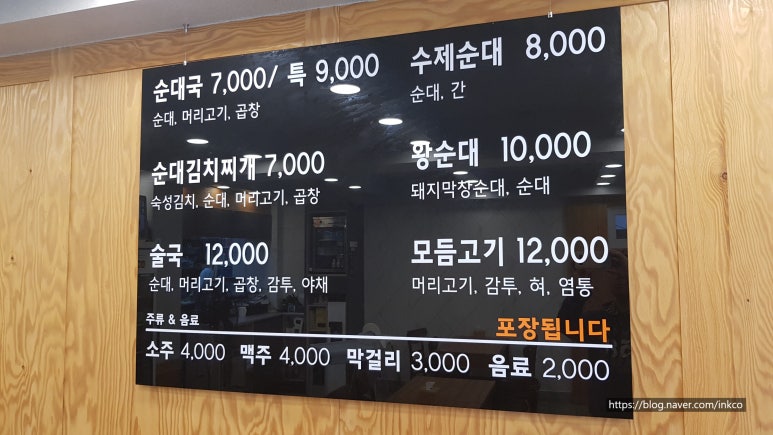 순대국 7,000/ 특 9,000
순대, 머리고기, 곱창
수제순대 8,000
순대, 간
순대김치찌개 7,000
숙성김치, 순대, 머리고기, 곱창
왕순대 10,000
돼지막창순대, 순대
술국 12,000
순대, 머리고기, 곱창, 감투, 야채
모듬고기 12,000
머리고기, 감투, 혀, 염통
주류 & 음료
포장됩니다
소주 4,000 맥주 4,000 막걸리 3,000 음료 2,000
https://blog.naver.com/inkco